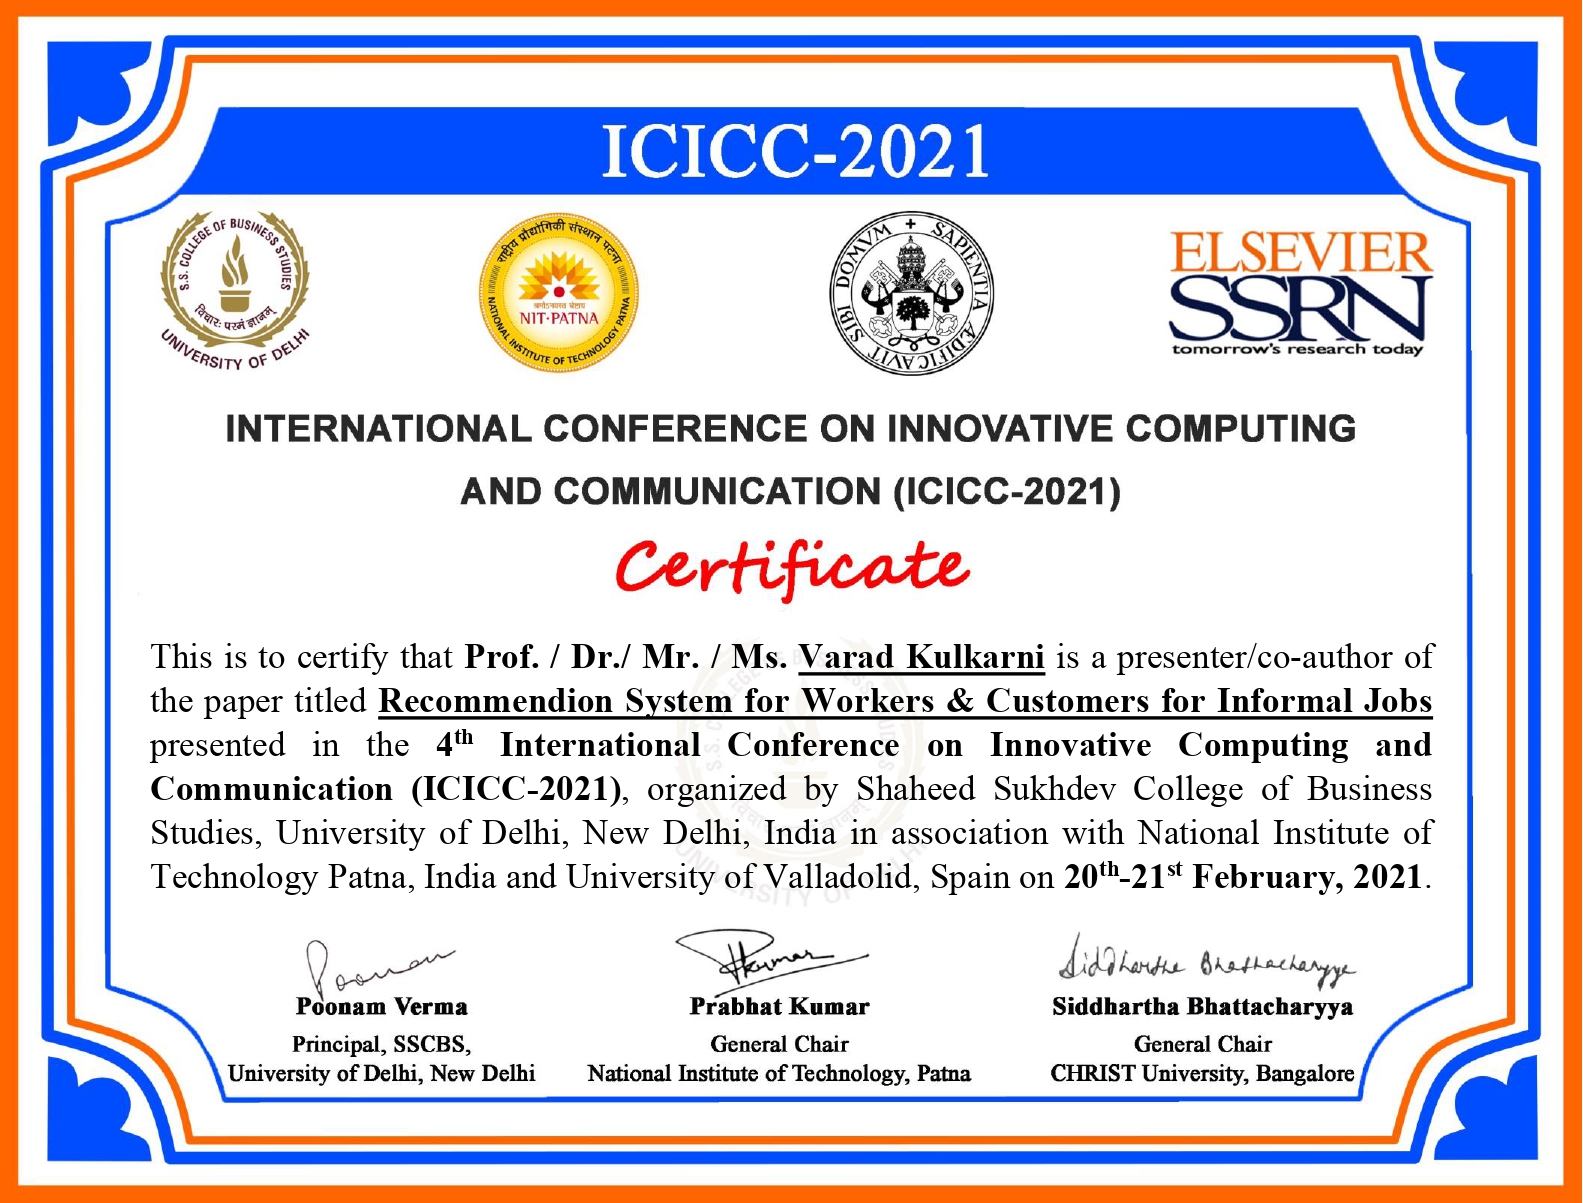 ICICC-2021
S.S. COLLEGE OF BUSINESS STUDIES
विचारः परमं ज्ञानम्
UNIVERSITY OF DELHI
राष्ट्रीय प्रौद्योगिकी संस्थान पटना
NIT-PATNA
NATIONAL INSTITUTE OF TECHNOLOGY PATNA
SAPIENTIA ÆDIFICAVIT SIBI DOMVM
ELSEVIER
SSRN
tomorrow's research today
INTERNATIONAL CONFERENCE ON INNOVATIVE COMPUTING
AND COMMUNICATION (ICICC-2021)
Certificate
This is to certify that Prof. / Dr./ Mr. / Ms. Varad Kulkarni is a presenter/co-author of
the paper titled Recommendion System for Workers & Customers for Informal Jobs
presented in the 4th International Conference on Innovative Computing and
Communication (ICICC-2021), organized by Shaheed Sukhdev College of Business
Studies, University of Delhi, New Delhi, India in association with National Institute of
Technology Patna, India and University of Valladolid, Spain on 20th-21st February, 2021.
Poonam
Pkumar
Siddhartha Bhattacharyya
Poonam Verma
Prabhat Kumar
Siddhartha Bhattacharyya
Principal, SSCBS,
General Chair
General Chair
University of Delhi, New Delhi
National Institute of Technology, Patna
CHRIST University, Bangalore